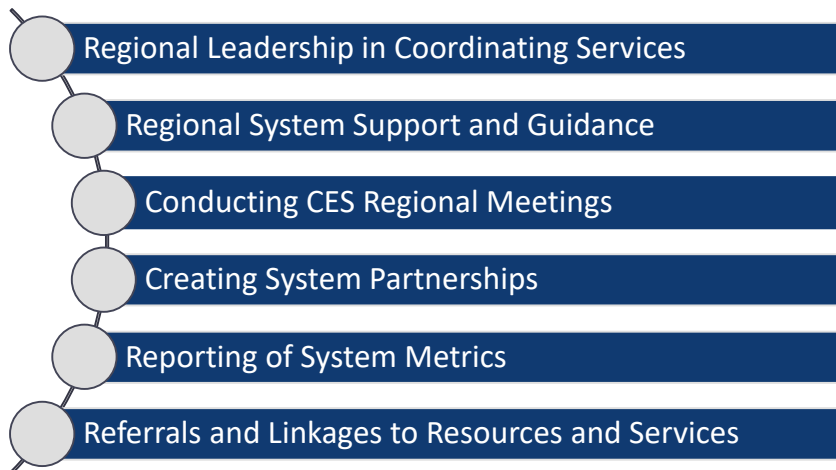 Regional Leadership in Coordinating Services
Regional System Support and Guidance
Conducting CES Regional Meetings
Creating System Partnerships
Reporting of System Metrics
Referrals and Linkages to Resources and Services